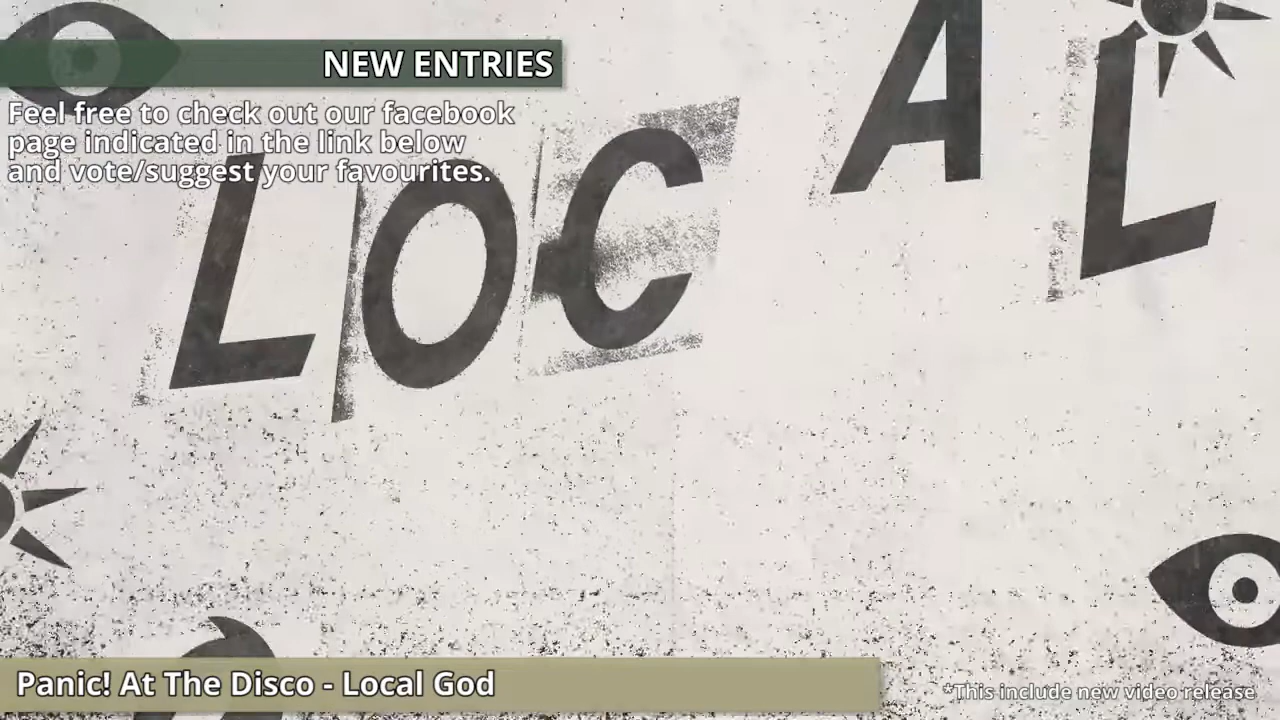 NEW ENTRIES
Feel free to check out our facebook
page indicated in the link below
and vote/suggest your favourites.
LOCAL
Panic! At The Disco - Local God
*This include new video release